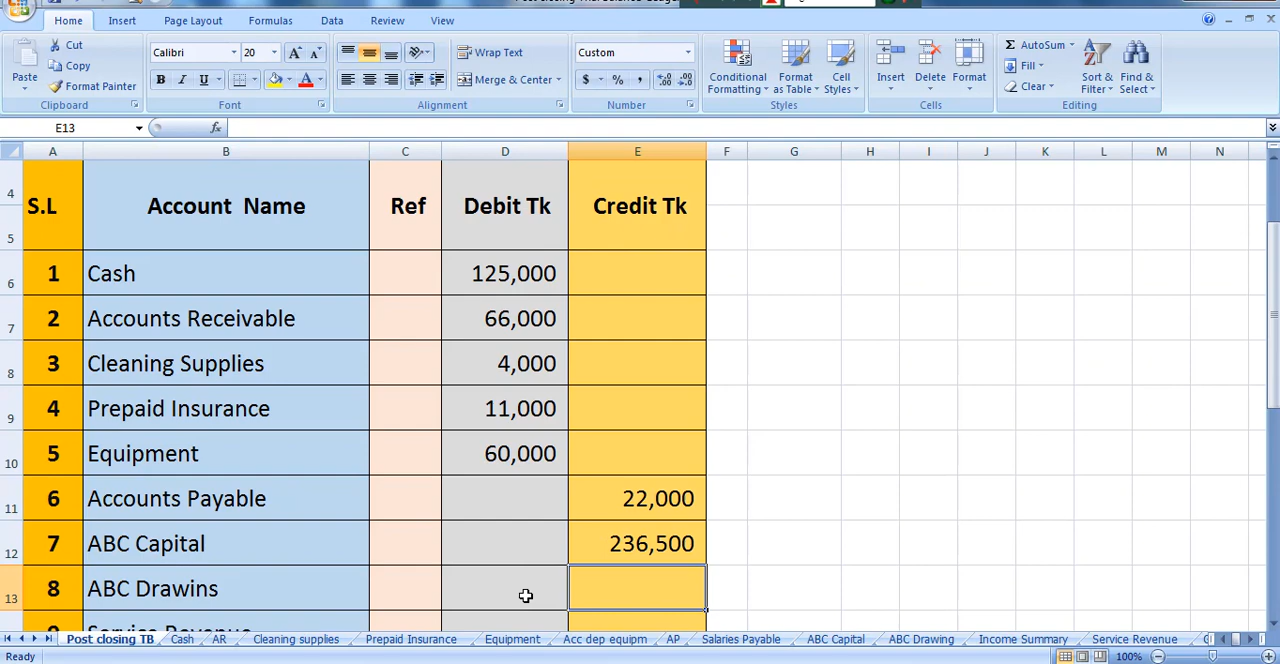 Home Insert Page Layout Formulas Data Review View
Cut
Calibri 20 A A Wrap Text Custom AutoSum
Paste Copy Fill
Format Painter B I U A Merge & Center $ % , Conditional Formatting Format as Table Cell Styles Insert Delete Format Clear Sort & Filter Find & Select
Clipboard Font Alignment Number Styles Cells Editing
E13 fx
A B C D E F G H I J K L M N
4 S.L Account Name Ref Debit Tk Credit Tk
5
6 1 Cash 125,000
7 2 Accounts Receivable 66,000
8 3 Cleaning Supplies 4,000
9 4 Prepaid Insurance 11,000
10 5 Equipment 60,000
11 6 Accounts Payable 22,000
12 7 ABC Capital 236,500
13 8 ABC Drawins
Post closing TB Cash AR Cleaning supplies Prepaid Insurance Equipment Acc dep equipm AP Salaries Payable ABC Capital ABC Drawing Income Summary Service Revenue
Ready 100%